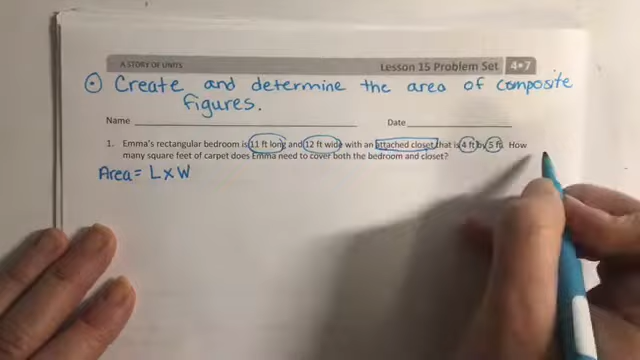 A STORY OF UNITS Lesson 15 Problem Set 4•7
Create and determine the area of composite
figures.
Name Date
1. Emma's rectangular bedroom is 11 ft long and 12 ft wide with an attached closet that is 4 ft by 5 ft. How
many square feet of carpet does Emma need to cover both the bedroom and closet?
Area = L x W